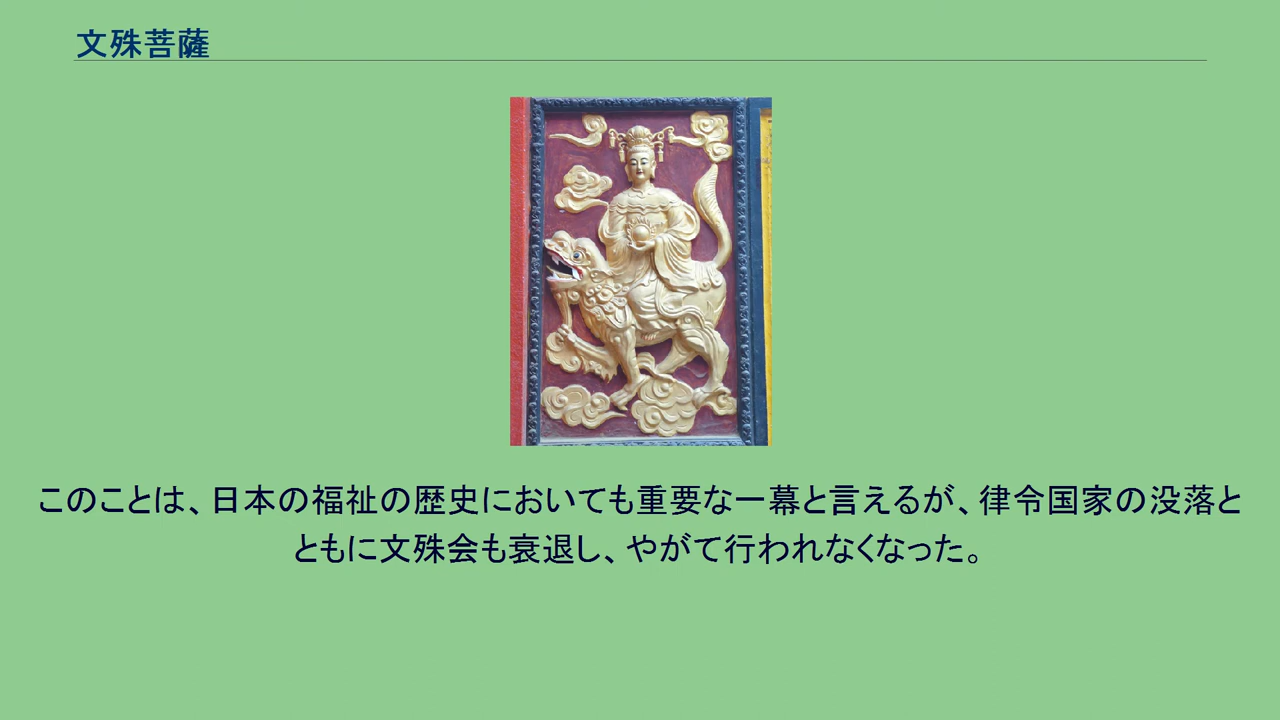 文殊菩薩
このことは、日本の福祉の歴史においても重要な一幕と言えるが、律令国家の没落と
ともに文殊会も衰退し、やがて行われなくなった。